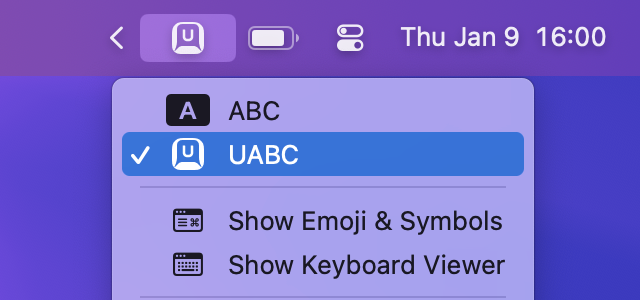 U Thu Jan 9 16:00
A ABC
U UABC
Show Emoji & Symbols
Show Keyboard Viewer